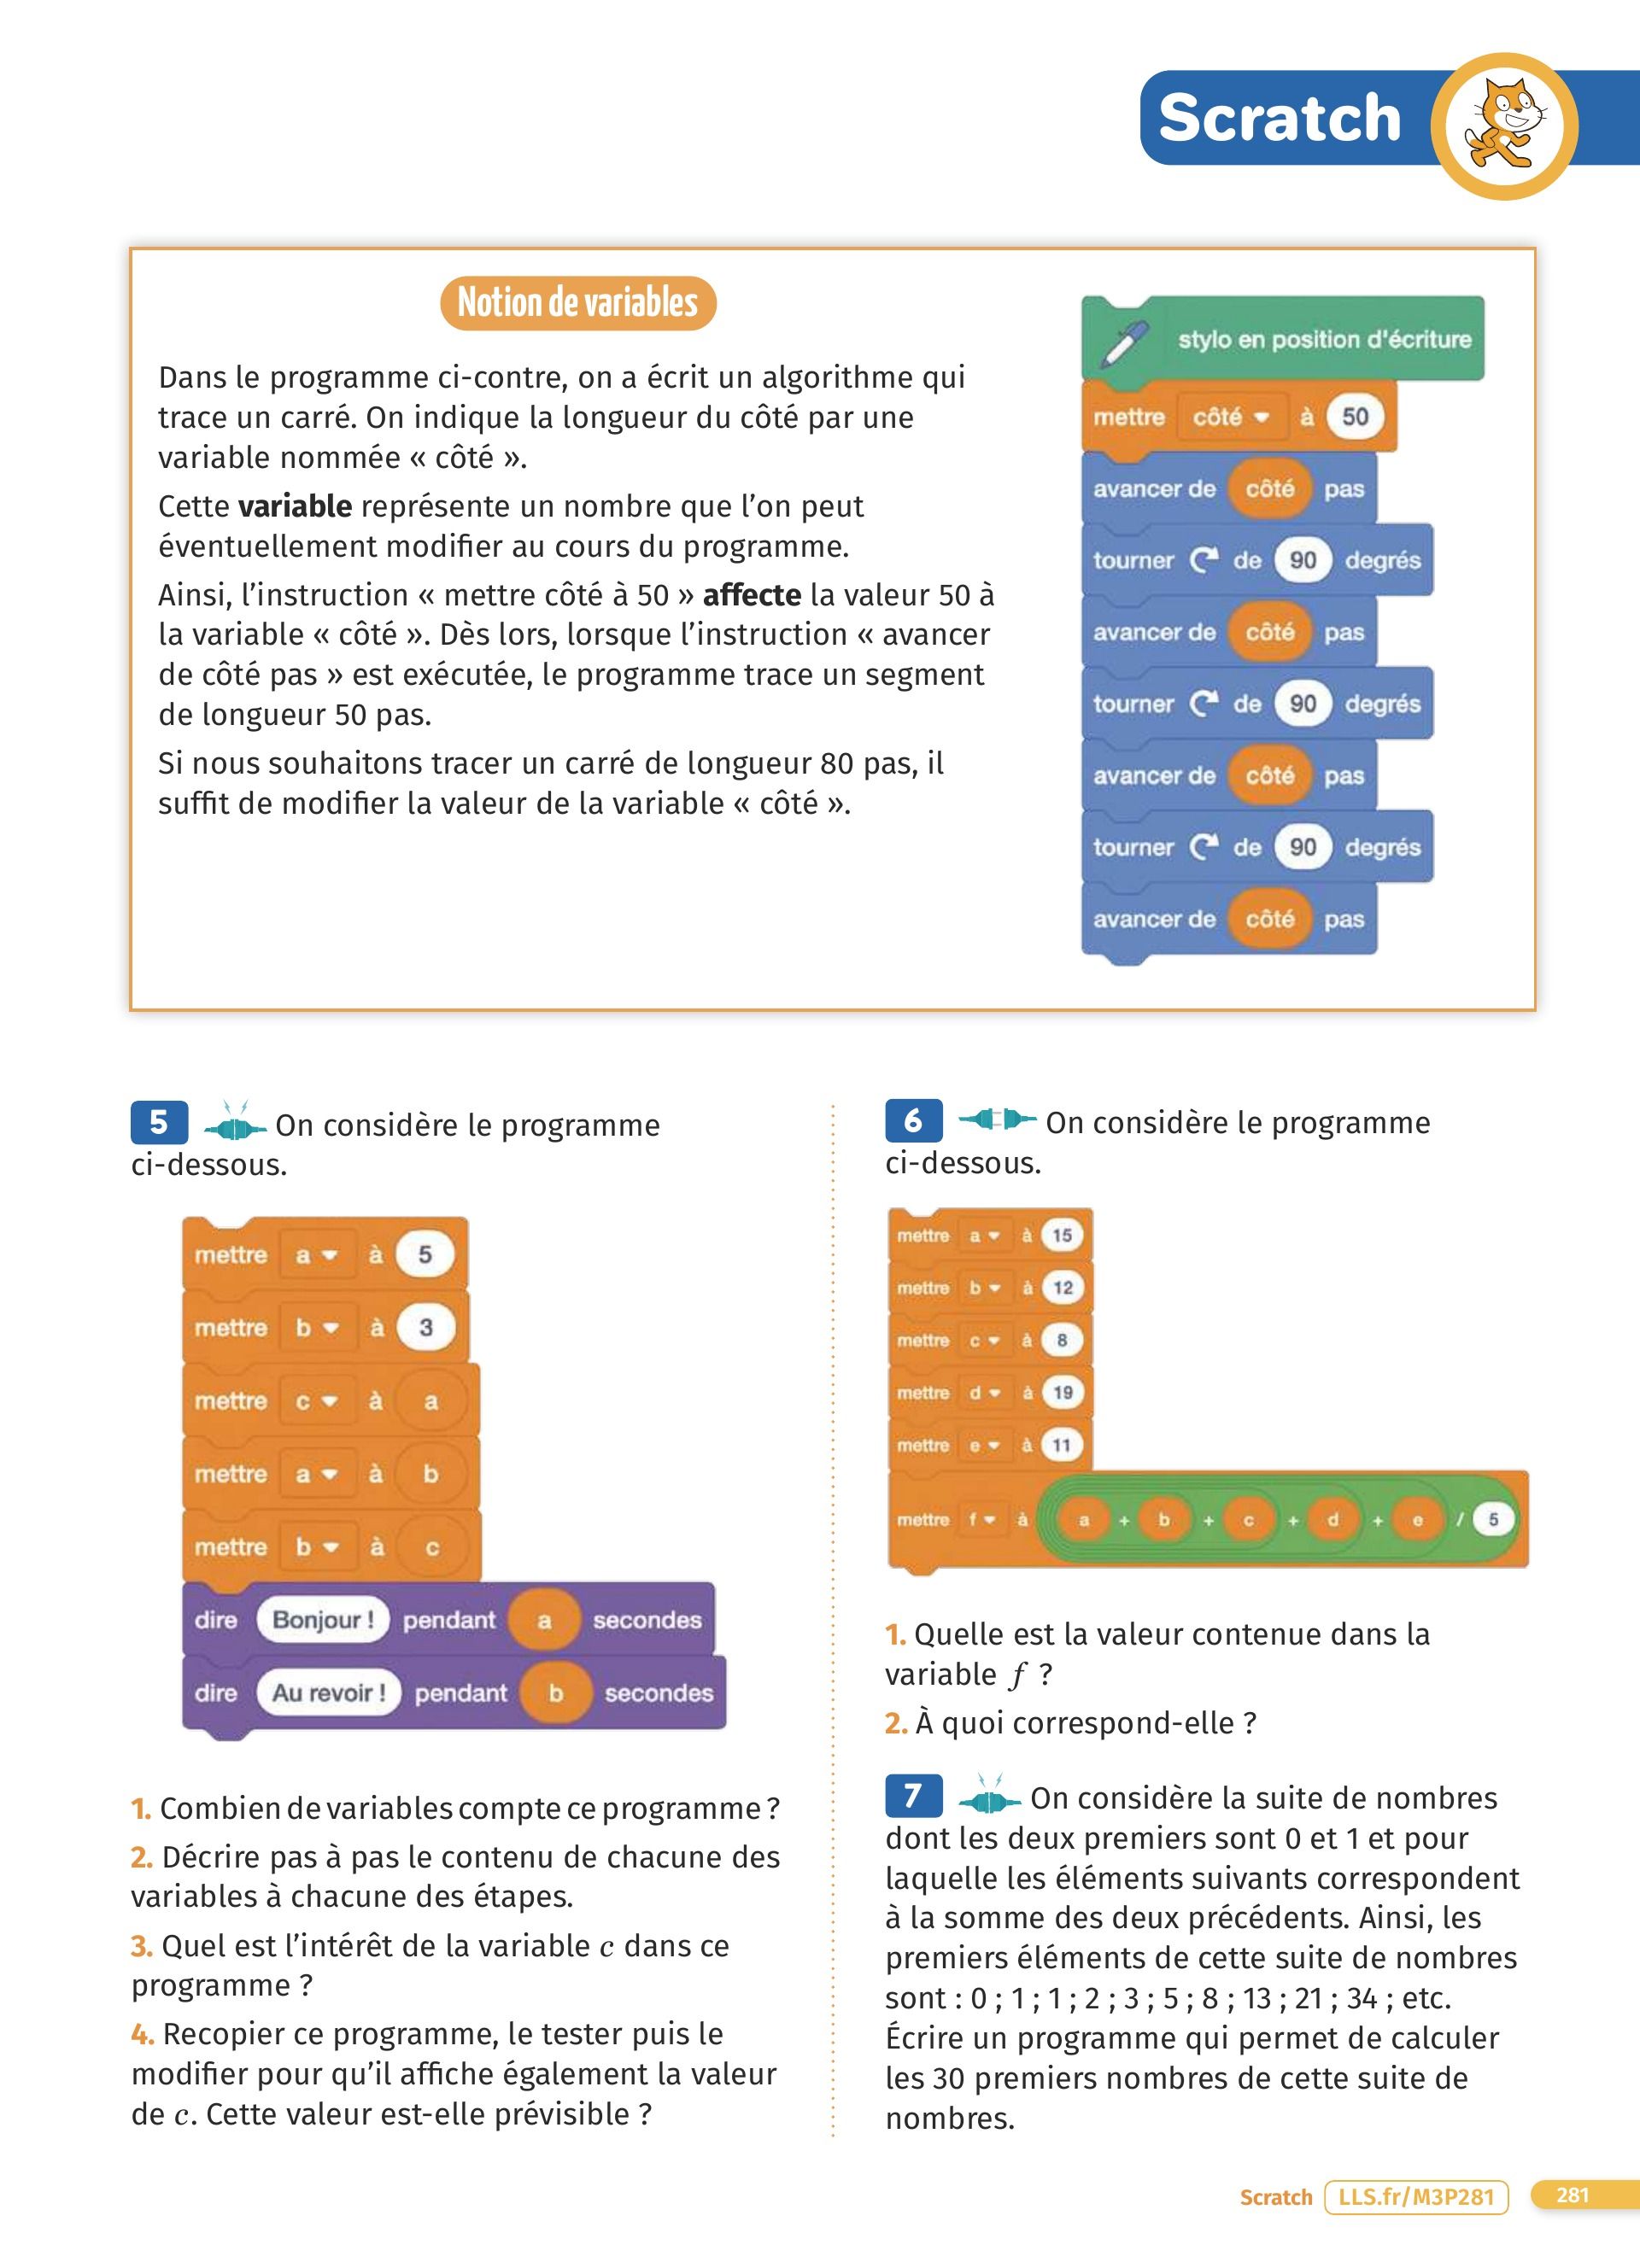 Scratch
Notion de variables
Dans le programme ci-contre, on a écrit un algorithme qui
trace un carré. On indique la longueur du côté par une
variable nommée « côté ».
Cette variable représente un nombre que l’on peut
éventuellement modifier au cours du programme.
Ainsi, l’instruction « mettre côté à 50 » affecte la valeur 50 à
la variable « côté ». Dès lors, lorsque l’instruction « avancer
de côté pas » est exécutée, le programme trace un segment
de longueur 50 pas.
Si nous souhaitons tracer un carré de longueur 80 pas, il
suffit de modifier la valeur de la variable « côté ».
stylo en position d'écriture
mettre côté à 50
avancer de côté pas
tourner de 90 degrés
avancer de côté pas
tourner de 90 degrés
avancer de côté pas
tourner de 90 degrés
avancer de côté pas
5 On considère le programme
ci-dessous.
mettre a à 5
mettre b à 3
mettre c à a
mettre a à b
mettre b à c
dire Bonjour ! pendant a secondes
dire Au revoir ! pendant b secondes
1. Combien de variables compte ce programme ?
2. Décrire pas à pas le contenu de chacune des
variables à chacune des étapes.
3. Quel est l’intérêt de la variable c dans ce
programme ?
4. Recopier ce programme, le tester puis le
modifier pour qu’il affiche également la valeur
de c. Cette valeur est-elle prévisible ?
6 On considère le programme
ci-dessous.
mettre a à 15
mettre b à 12
mettre c à 8
mettre d à 19
mettre e à 11
mettre f à a + b + c + d + e / 5
1. Quelle est la valeur contenue dans la
variable f ?
2. À quoi correspond-elle ?
7 On considère la suite de nombres
dont les deux premiers sont 0 et 1 et pour
laquelle les éléments suivants correspondent
à la somme des deux précédents. Ainsi, les
premiers éléments de cette suite de nombres
sont : 0 ; 1 ; 1 ; 2 ; 3 ; 5 ; 8 ; 13 ; 21 ; 34 ; etc.
Écrire un programme qui permet de calculer
les 30 premiers nombres de cette suite de
nombres.
Scratch LLS.fr/M3P281 281